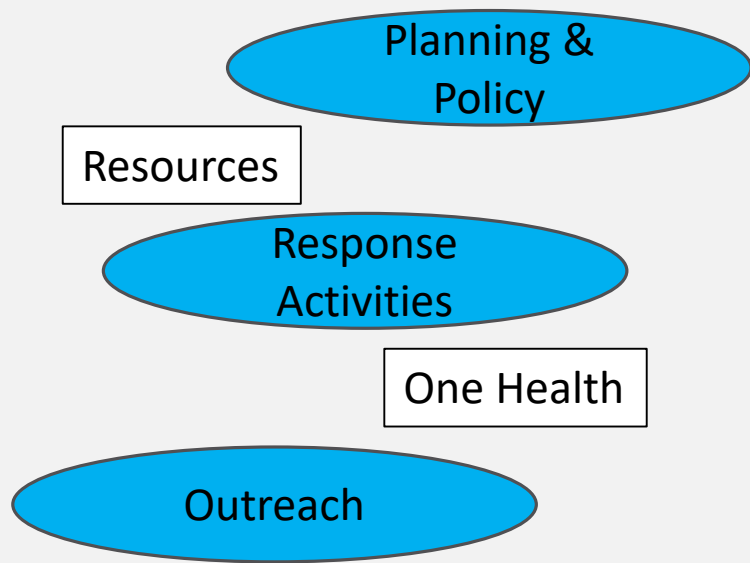 Planning &
Policy
Resources
Response
Activities
One Health
Outreach